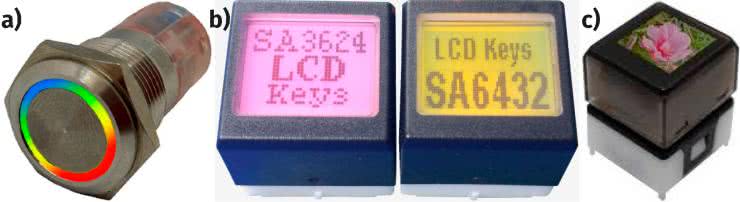 a)
b)
SA3624
LCD
Keys
LCD Keys
SA6432
c)